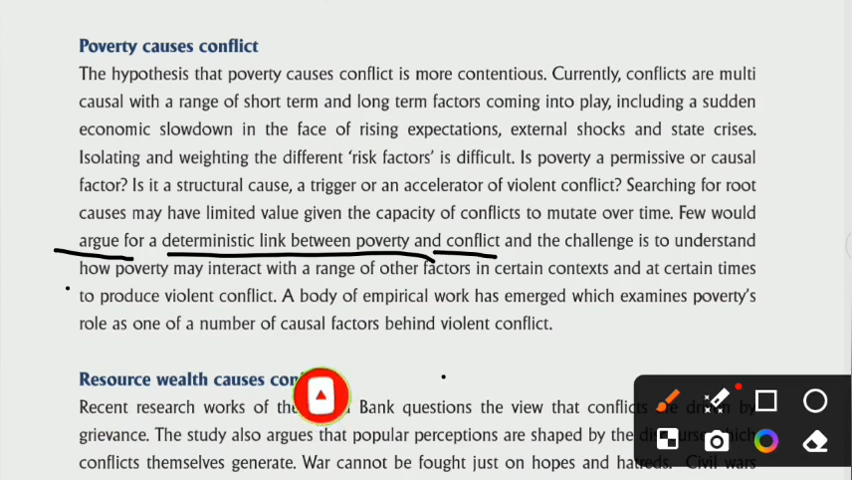 Poverty causes conflict
The hypothesis that poverty causes conflict is more contentious. Currently, conflicts are multi
causal with a range of short term and long term factors coming into play, including a sudden
economic slowdown in the face of rising expectations, external shocks and state crises.
Isolating and weighting the different 'risk factors' is difficult. Is poverty a permissive or causal
factor? Is it a structural cause, a trigger or an accelerator of violent conflict? Searching for root
causes may have limited value given the capacity of conflicts to mutate over time. Few would
argue for a deterministic link between poverty and conflict and the challenge is to understand
how poverty may interact with a range of other factors in certain contexts and at certain times
to produce violent conflict. A body of empirical work has emerged which examines poverty's
role as one of a number of causal factors behind violent conflict.
Resource wealth causes
Recent research works of the Bank questions the view that conflicts are driven by
grievance. The study also argues that popular perceptions are shaped by the discourse which
conflicts themselves generate. War cannot be fought just on hopes and hatreds. Civil wars